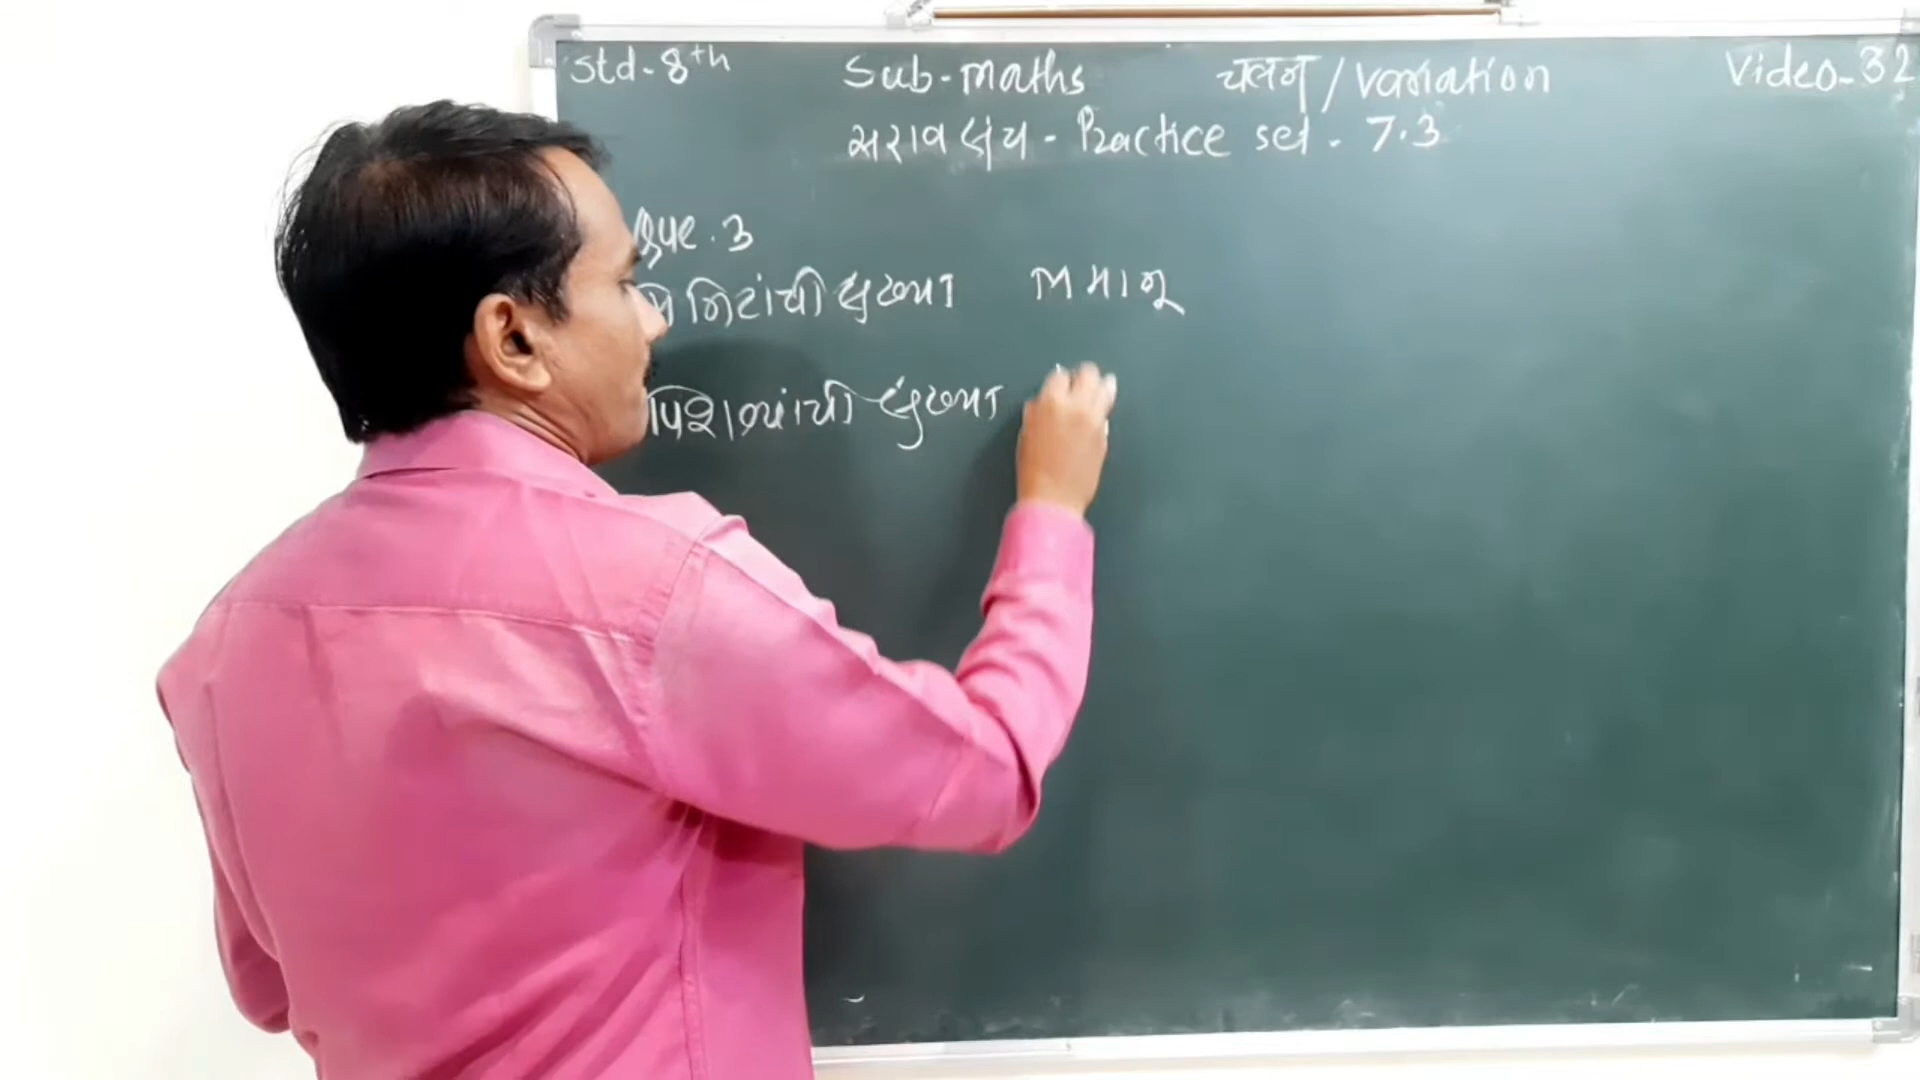 Std-8th Sub-maths चलन/variation Video-32
सरावसंच - Practice set - 7.3
Que.3
मिनिटांची संख्या m मानू
पिशव्यांची संख्या